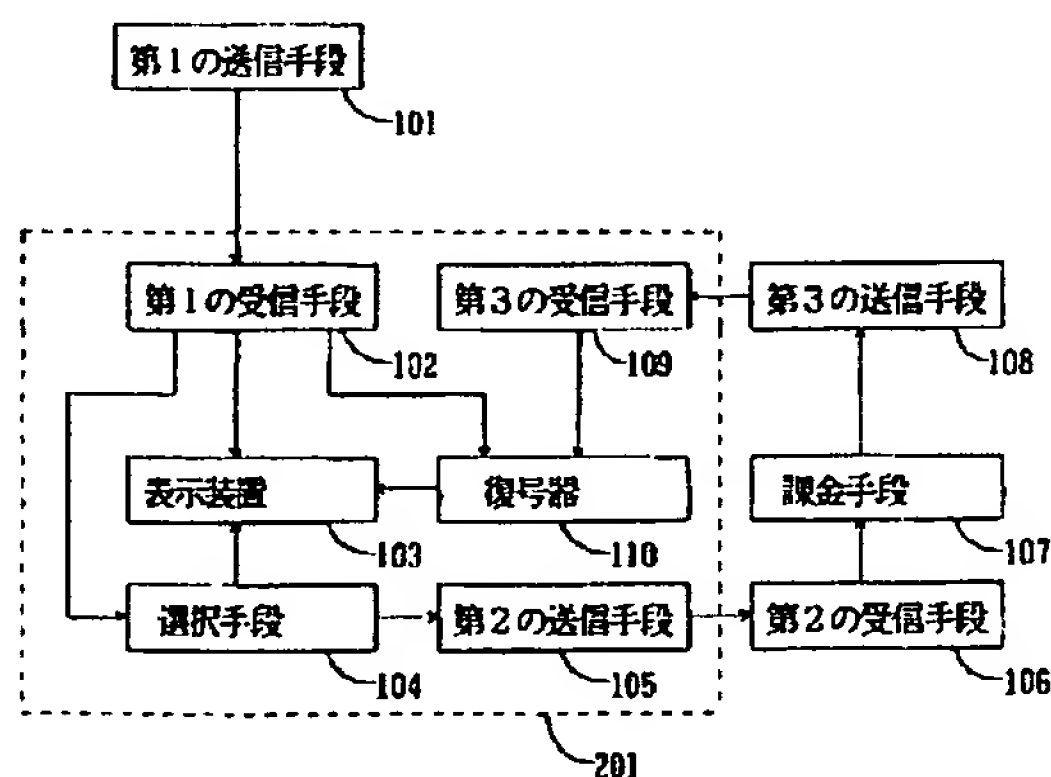 第1の送信手段
101
第1の受信手段
102
第3の受信手段
109
第3の送信手段
108
表示装置
103
復号器
110
課金手段
107
選択手段
104
第2の送信手段
105
第2の受信手段
106
201